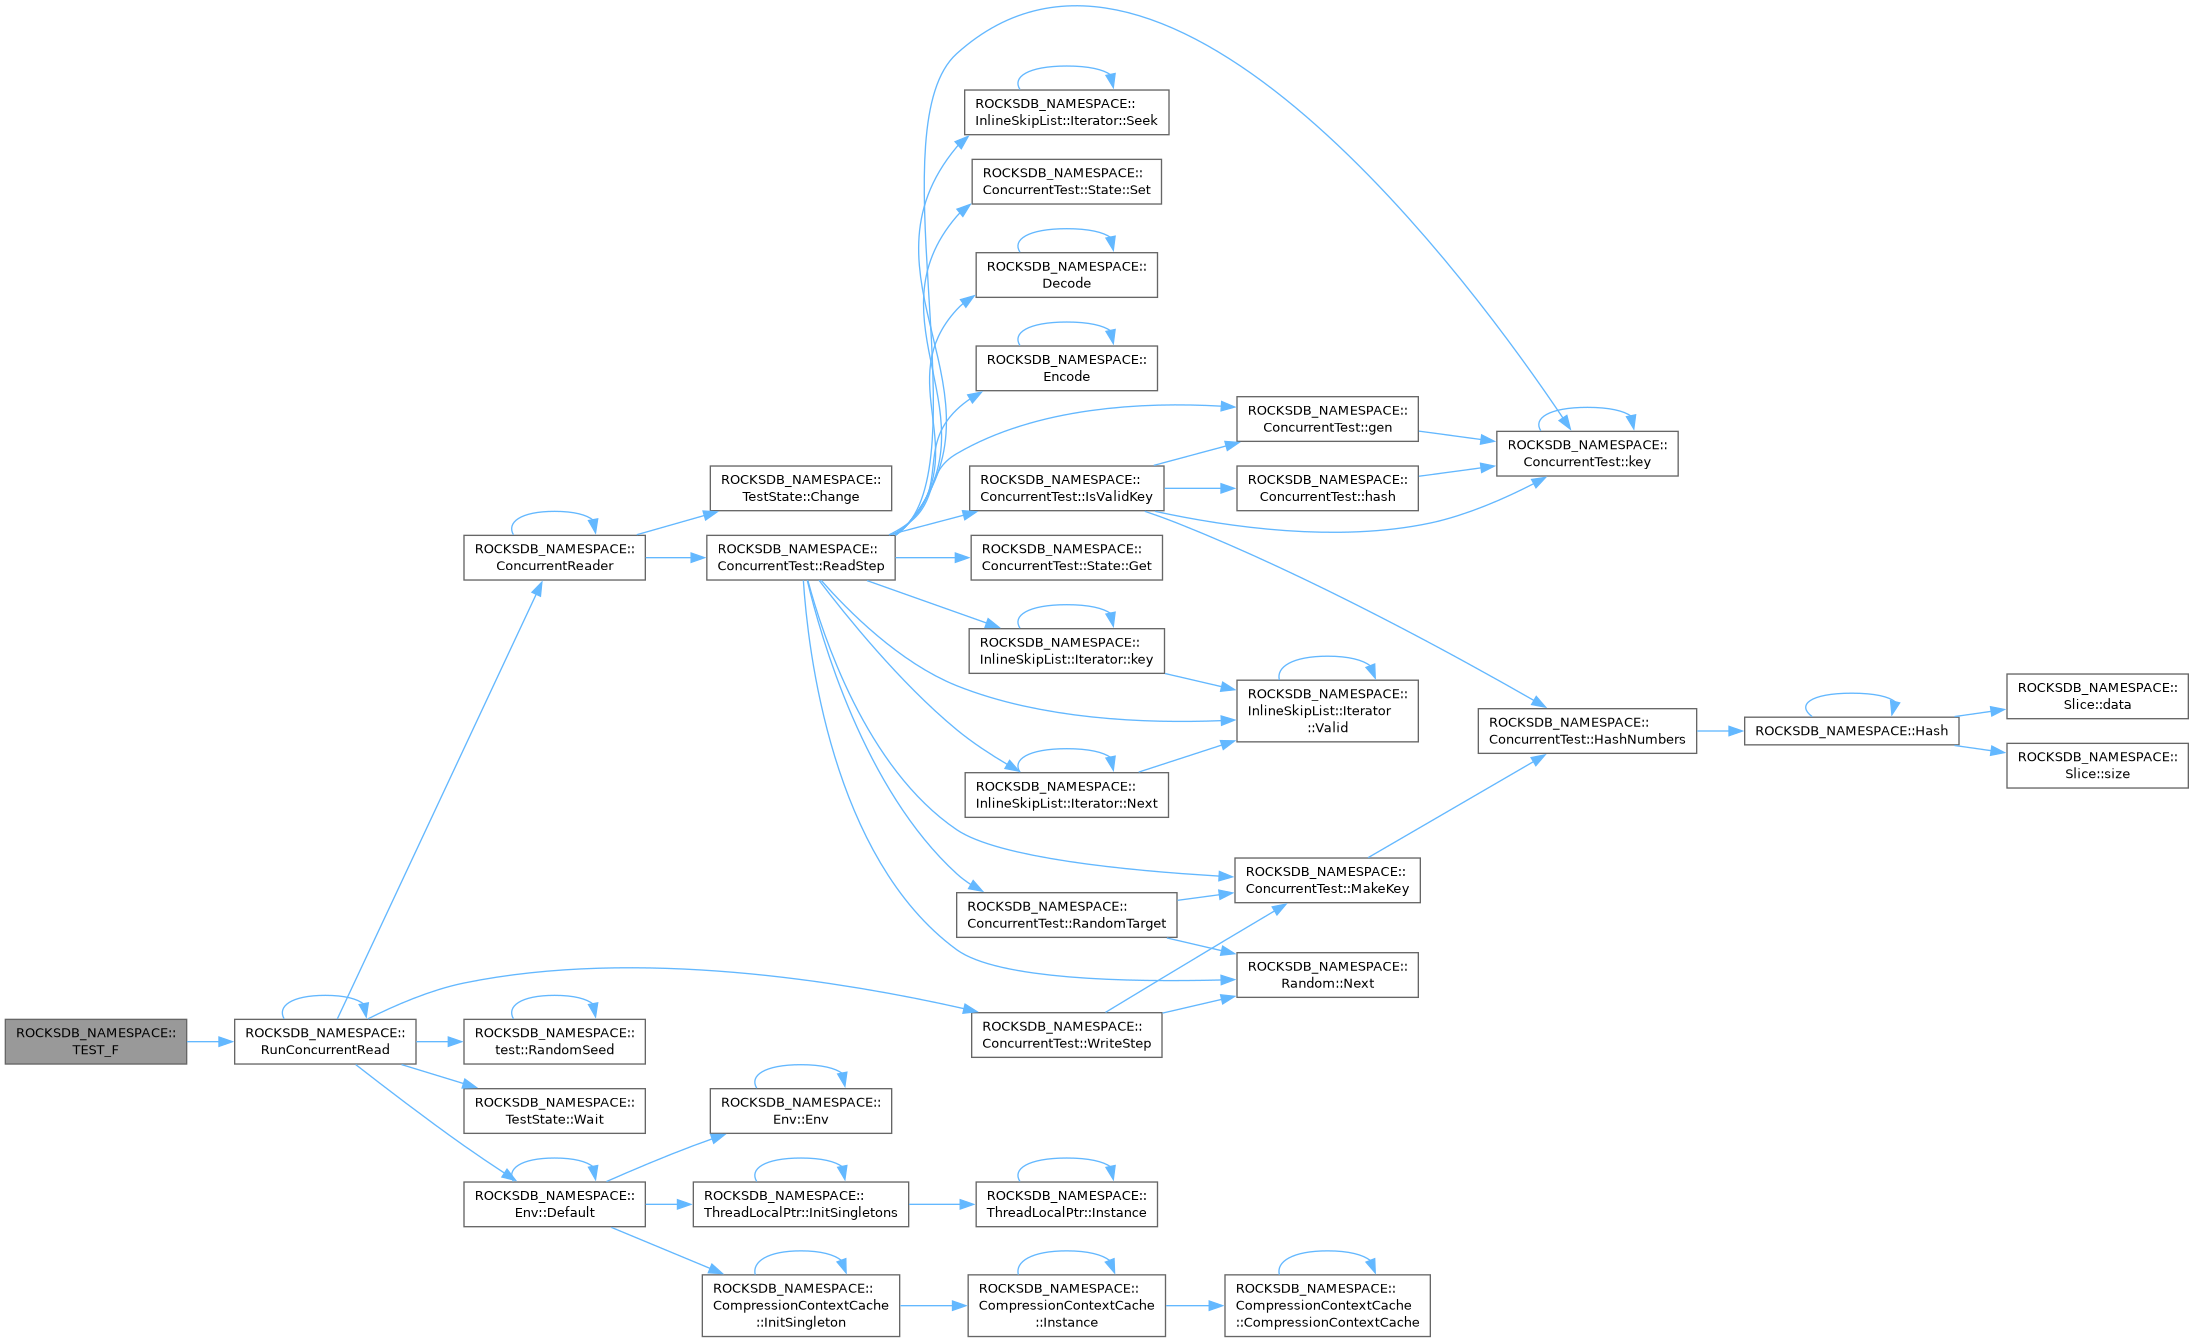 ROCKSDB_NAMESPACE::
TEST_F
ROCKSDB_NAMESPACE::
RunConcurrentRead
ROCKSDB_NAMESPACE::
ConcurrentReader
ROCKSDB_NAMESPACE::
test::RandomSeed
ROCKSDB_NAMESPACE::
TestState::Wait
ROCKSDB_NAMESPACE::
Env::Default
ROCKSDB_NAMESPACE::
TestState::Change
ROCKSDB_NAMESPACE::
ConcurrentTest::ReadStep
ROCKSDB_NAMESPACE::
Env::Env
ROCKSDB_NAMESPACE::
ThreadLocalPtr::InitSingletons
ROCKSDB_NAMESPACE::
CompressionContextCache
::InitSingleton
ROCKSDB_NAMESPACE::
InlineSkipList::Iterator::Seek
ROCKSDB_NAMESPACE::
ConcurrentTest::State::Set
ROCKSDB_NAMESPACE::
Decode
ROCKSDB_NAMESPACE::
Encode
ROCKSDB_NAMESPACE::
ConcurrentTest::IsValidKey
ROCKSDB_NAMESPACE::
ConcurrentTest::State::Get
ROCKSDB_NAMESPACE::
InlineSkipList::Iterator::key
ROCKSDB_NAMESPACE::
InlineSkipList::Iterator::Next
ROCKSDB_NAMESPACE::
ConcurrentTest::RandomTarget
ROCKSDB_NAMESPACE::
ConcurrentTest::WriteStep
ROCKSDB_NAMESPACE::
ThreadLocalPtr::Instance
ROCKSDB_NAMESPACE::
CompressionContextCache
::Instance
ROCKSDB_NAMESPACE::
ConcurrentTest::gen
ROCKSDB_NAMESPACE::
ConcurrentTest::hash
ROCKSDB_NAMESPACE::
InlineSkipList::Iterator
::Valid
ROCKSDB_NAMESPACE::
ConcurrentTest::MakeKey
ROCKSDB_NAMESPACE::
Random::Next
ROCKSDB_NAMESPACE::
CompressionContextCache
::CompressionContextCache
ROCKSDB_NAMESPACE::
ConcurrentTest::key
ROCKSDB_NAMESPACE::
ConcurrentTest::HashNumbers
ROCKSDB_NAMESPACE::Hash
ROCKSDB_NAMESPACE::
Slice::data
ROCKSDB_NAMESPACE::
Slice::size